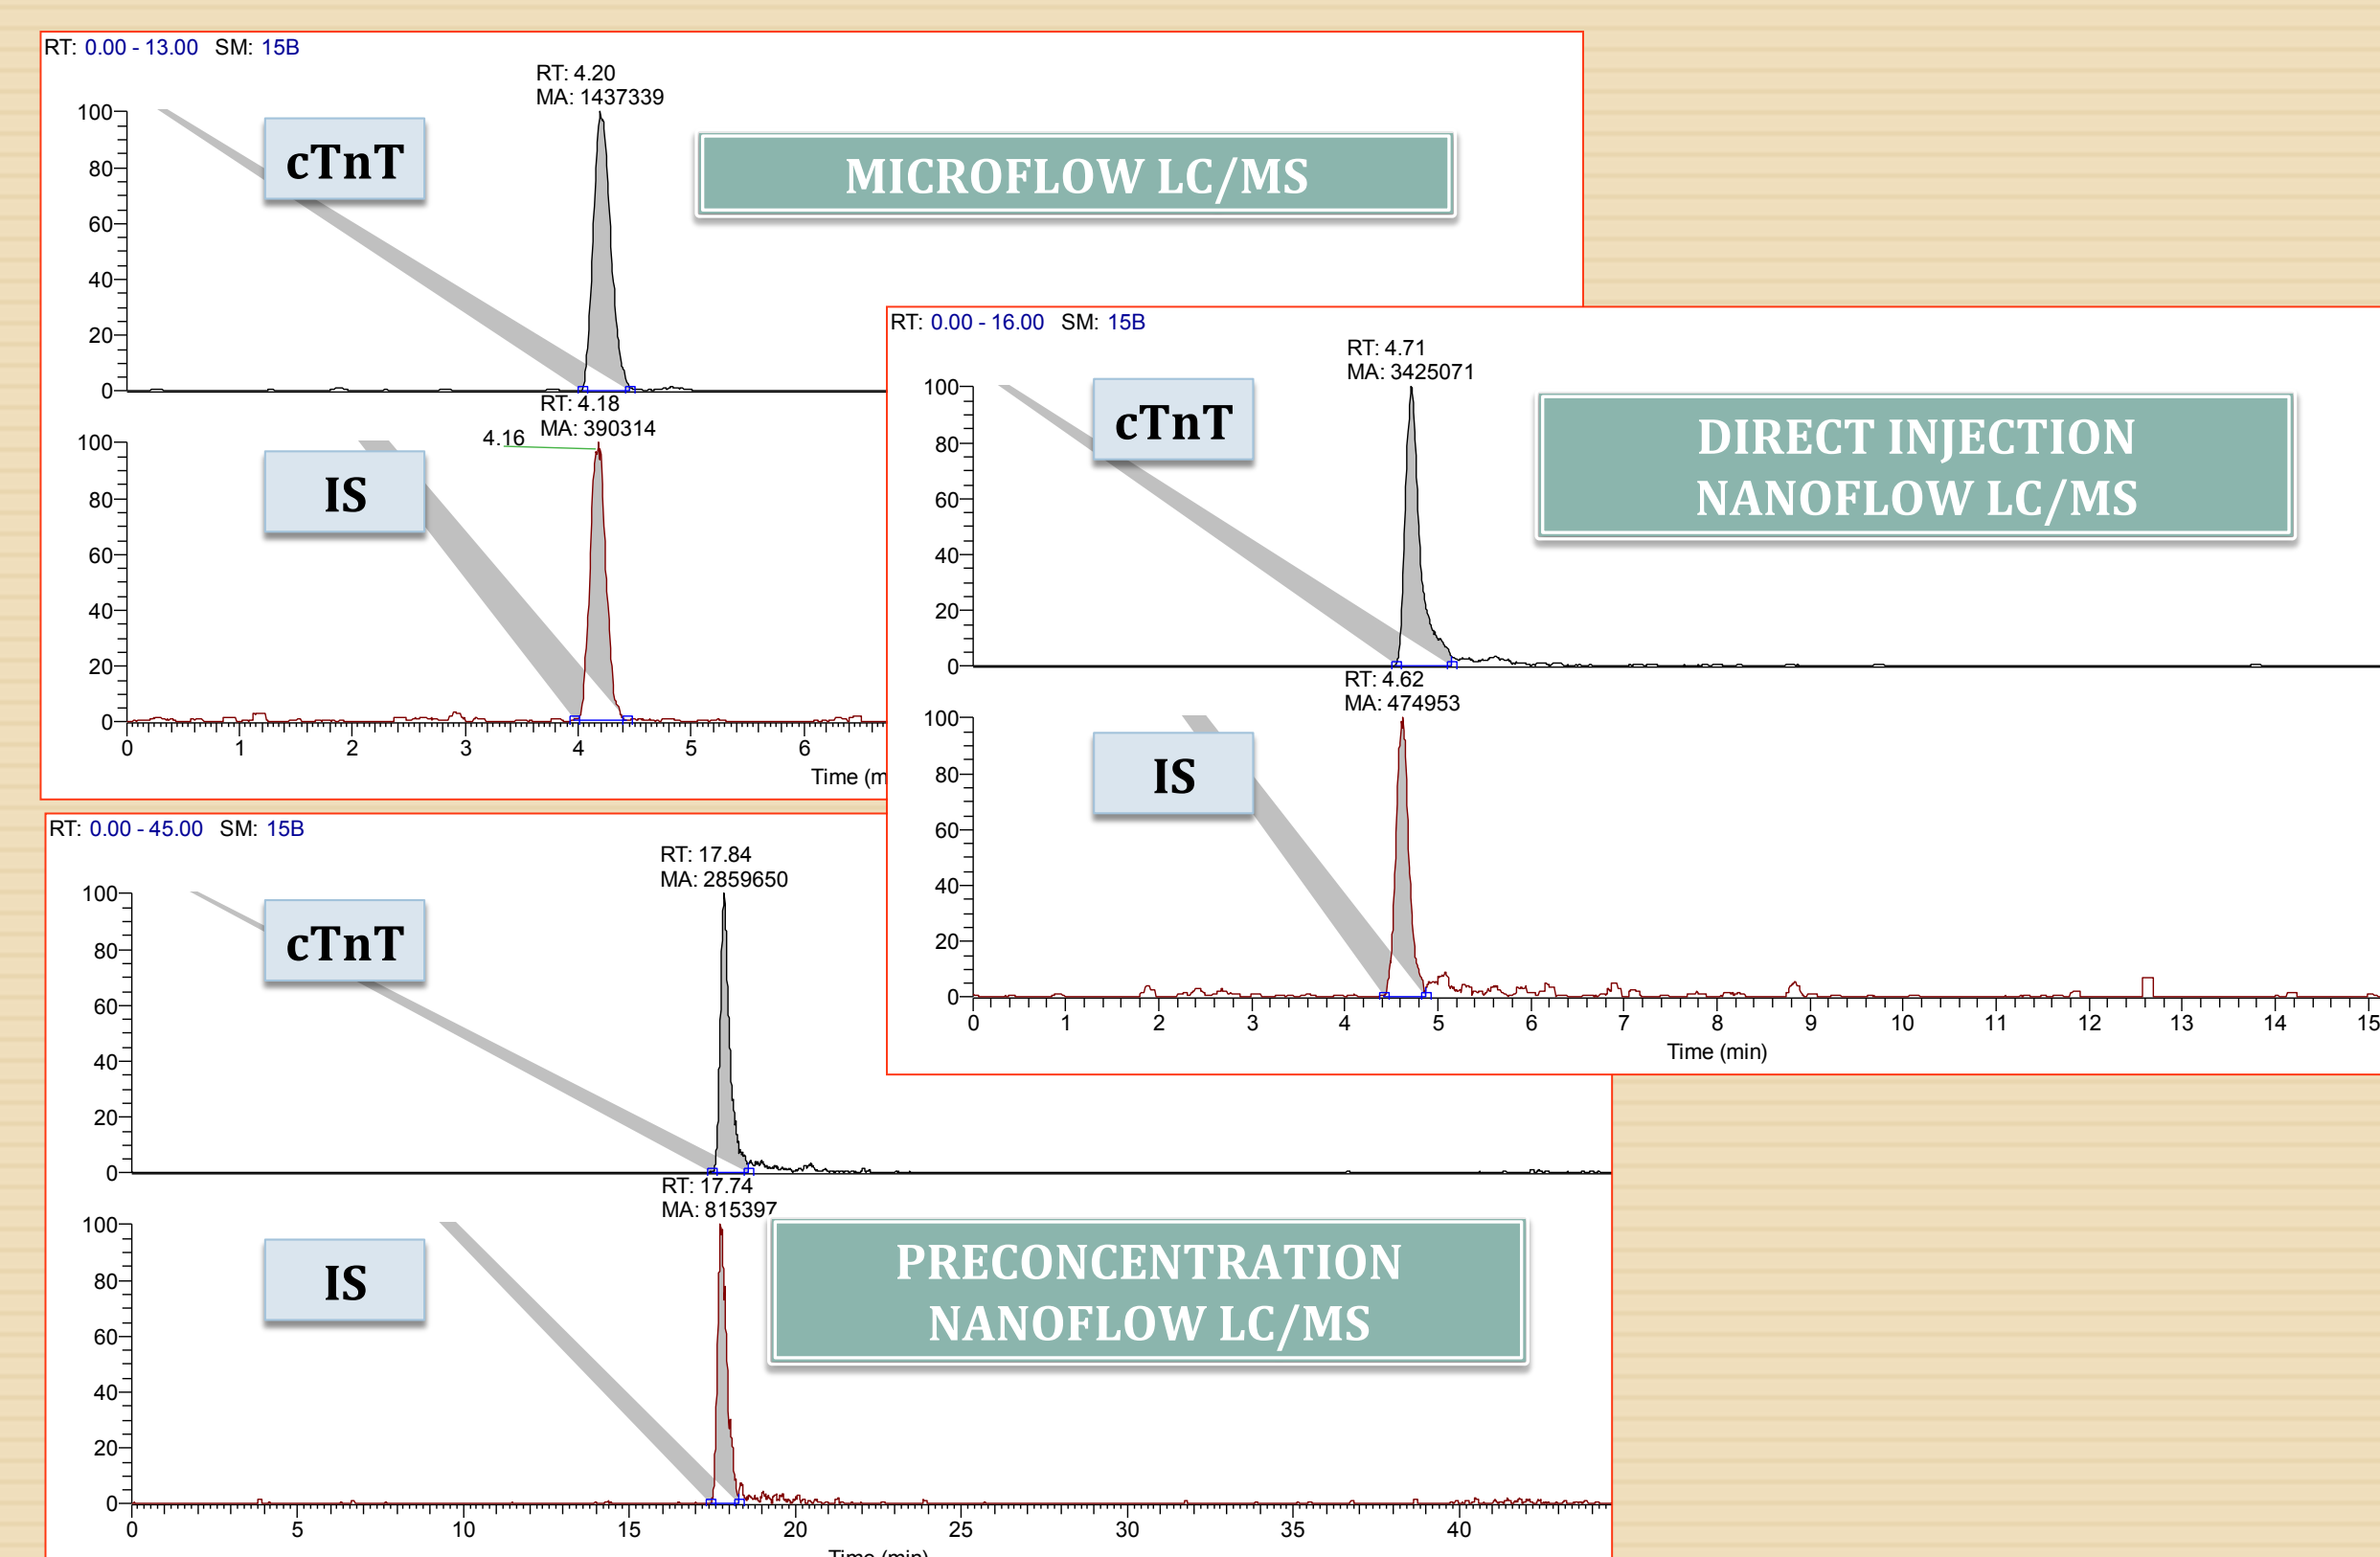 RT: 0.00 - 13.00 SM: 15B
RT: 4.20
MA: 1437339
100
80
60
40
20
0
cTnT
MICROFLOW LC/MS
RT: 4.18
MA: 390314
4.16
100
80
60
40
20
0
IS
0 1 2 3 4 5 6
Time (m
RT: 0.00 - 16.00 SM: 15B
RT: 4.71
MA: 3425071
100
80
60
40
20
0
cTnT
DIRECT INJECTION
NANOFLOW LC/MS
RT: 4.62
MA: 474953
100
80
60
40
20
0
IS
0 1 2 3 4 5 6 7 8 9 10 11 12 13 14 15
Time (min)
RT: 0.00 - 45.00 SM: 15B
RT: 17.84
MA: 2859650
100
80
60
40
20
0
cTnT
RT: 17.74
MA: 815397
100
80
60
40
20
0
IS
PRECONCENTRATION
NANOFLOW LC/MS
0 5 10 15 20 25 30 35 40
Time (min)